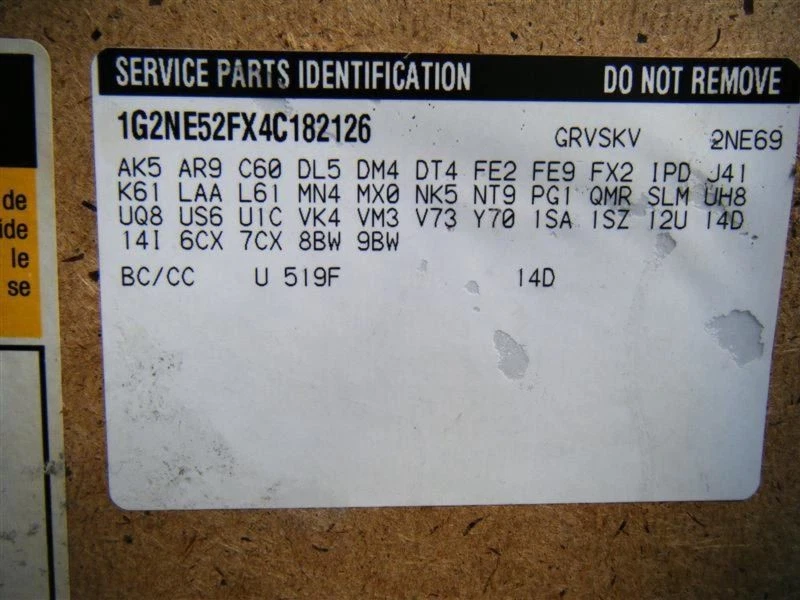 SERVICE PARTS IDENTIFICATION DO NOT REMOVE
1G2NE52FX4C182126 GRVSKV 2NE69
AK5 AR9 C60 DL5 DM4 DT4 FE2 FE9 FX2 IPD J41
K61 LAA L61 MN4 MX0 NK5 NT9 PG1 QMR SLM UH8
UQ8 US6 U1C VK4 VM3 V73 Y70 1SA 1SZ 12U 14D
14I 6CX 7CX 8BW 9BW
BC/CC U 519F 14D
de
ide
le
se